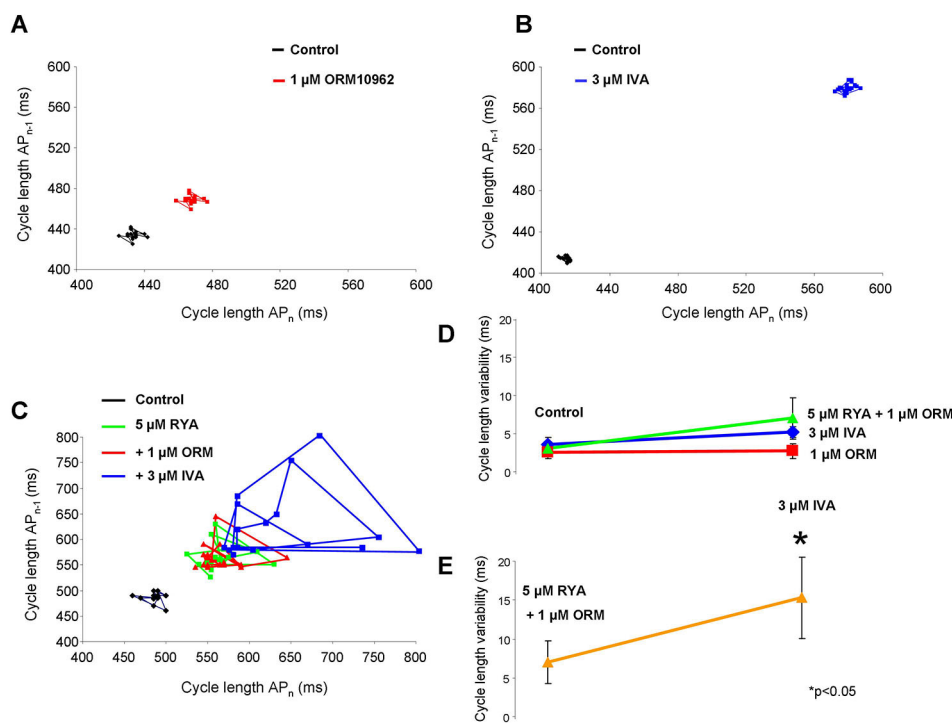 A
Control
1 µM ORM10962
Cycle length APn-1 (ms)
600
560
520
480
440
400
400 440 480 520 560 600
Cycle length APn (ms)
B
Control
3 µM IVA
Cycle length APn-1 (ms)
600
560
520
480
440
400
400 440 480 520 560 600
Cycle length APn (ms)
C
Control
5 µM RYA
+ 1 µM ORM
+ 3 µM IVA
Cycle length APn-1 (ms)
800
750
700
650
600
550
500
450
400
400 450 500 550 600 650 700 750 800
Cycle length APn (ms)
D
Cycle length variability (ms)
20
15
10
5
0
Control
5 µM RYA + 1 µM ORM
3 µM IVA
1 µM ORM
E
Cycle length variability (ms)
20
15
10
5
0
5 µM RYA
+ 1 µM ORM
3 µM IVA
*
*p<0.05